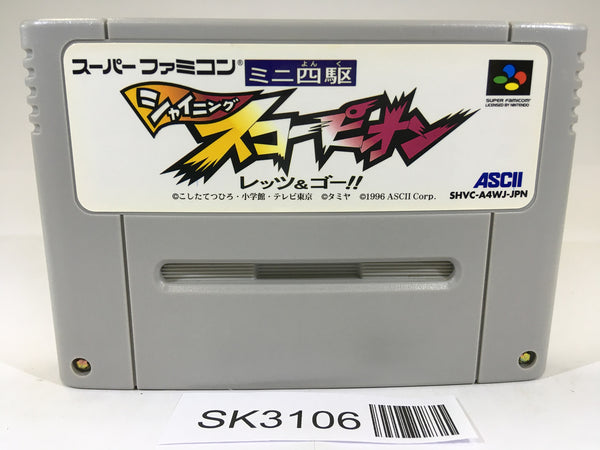 スーパーファミコン®
よんく
ミニ四駆
シャイニング
スコーピオン
レッツ&ゴー!!
©こしたてつひろ・小学館・テレビ東京 ©タミヤ ©1996 ASCII Corp.
SUPER FAMICOM
LICENSED BY NINTENDO
ASCII
SHVC-A4WJ-JPN
SK3106